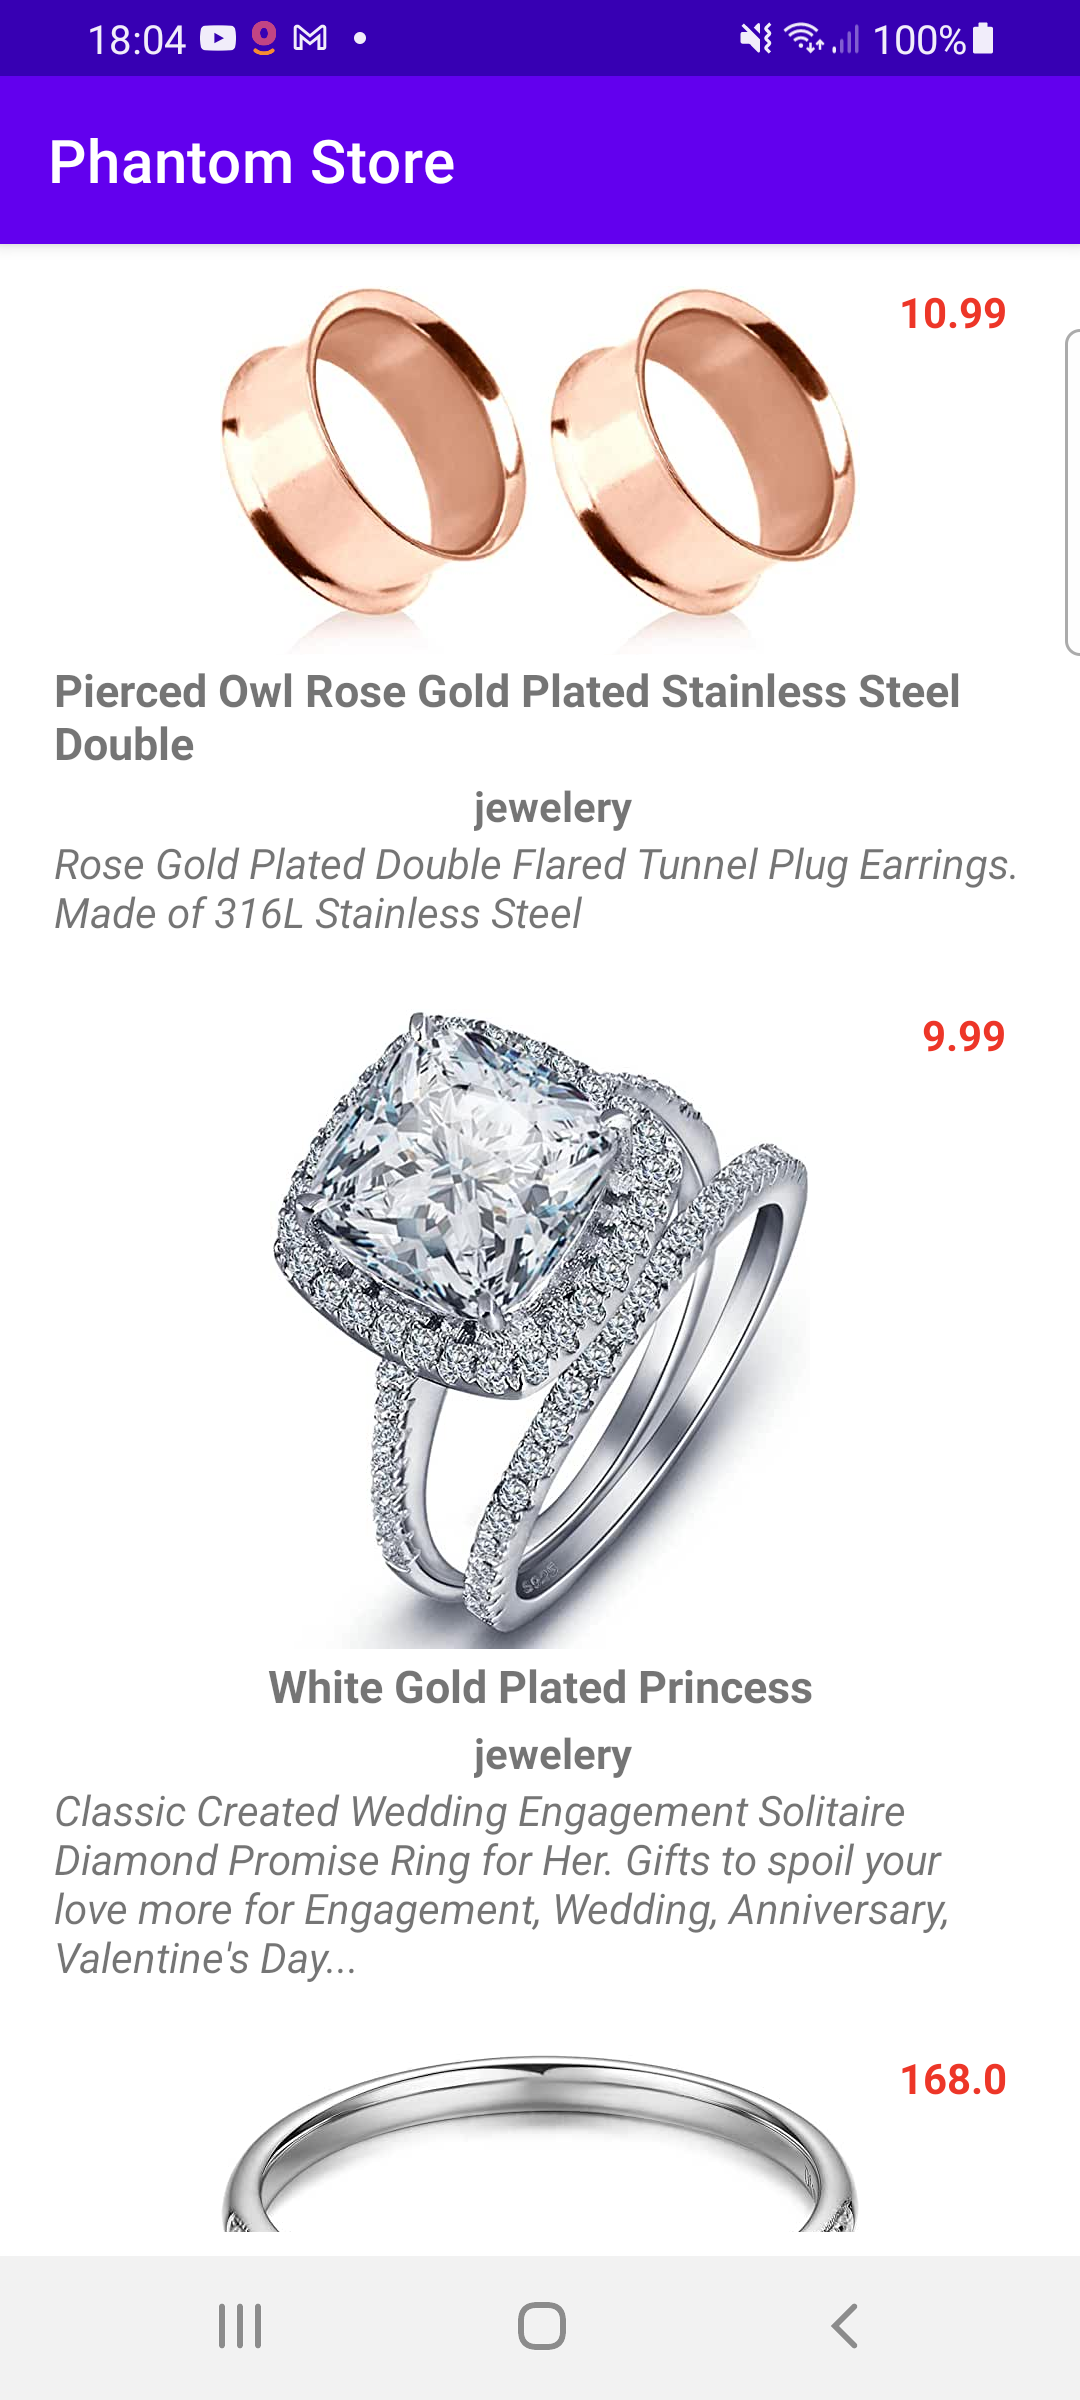 18:04 100%
Phantom Store
10.99
Pierced Owl Rose Gold Plated Stainless Steel
Double
jewelery
Rose Gold Plated Double Flared Tunnel Plug Earrings.
Made of 316L Stainless Steel
9.99
White Gold Plated Princess
jewelery
Classic Created Wedding Engagement Solitaire
Diamond Promise Ring for Her. Gifts to spoil your
love more for Engagement, Wedding, Anniversary,
Valentine's Day...
168.0